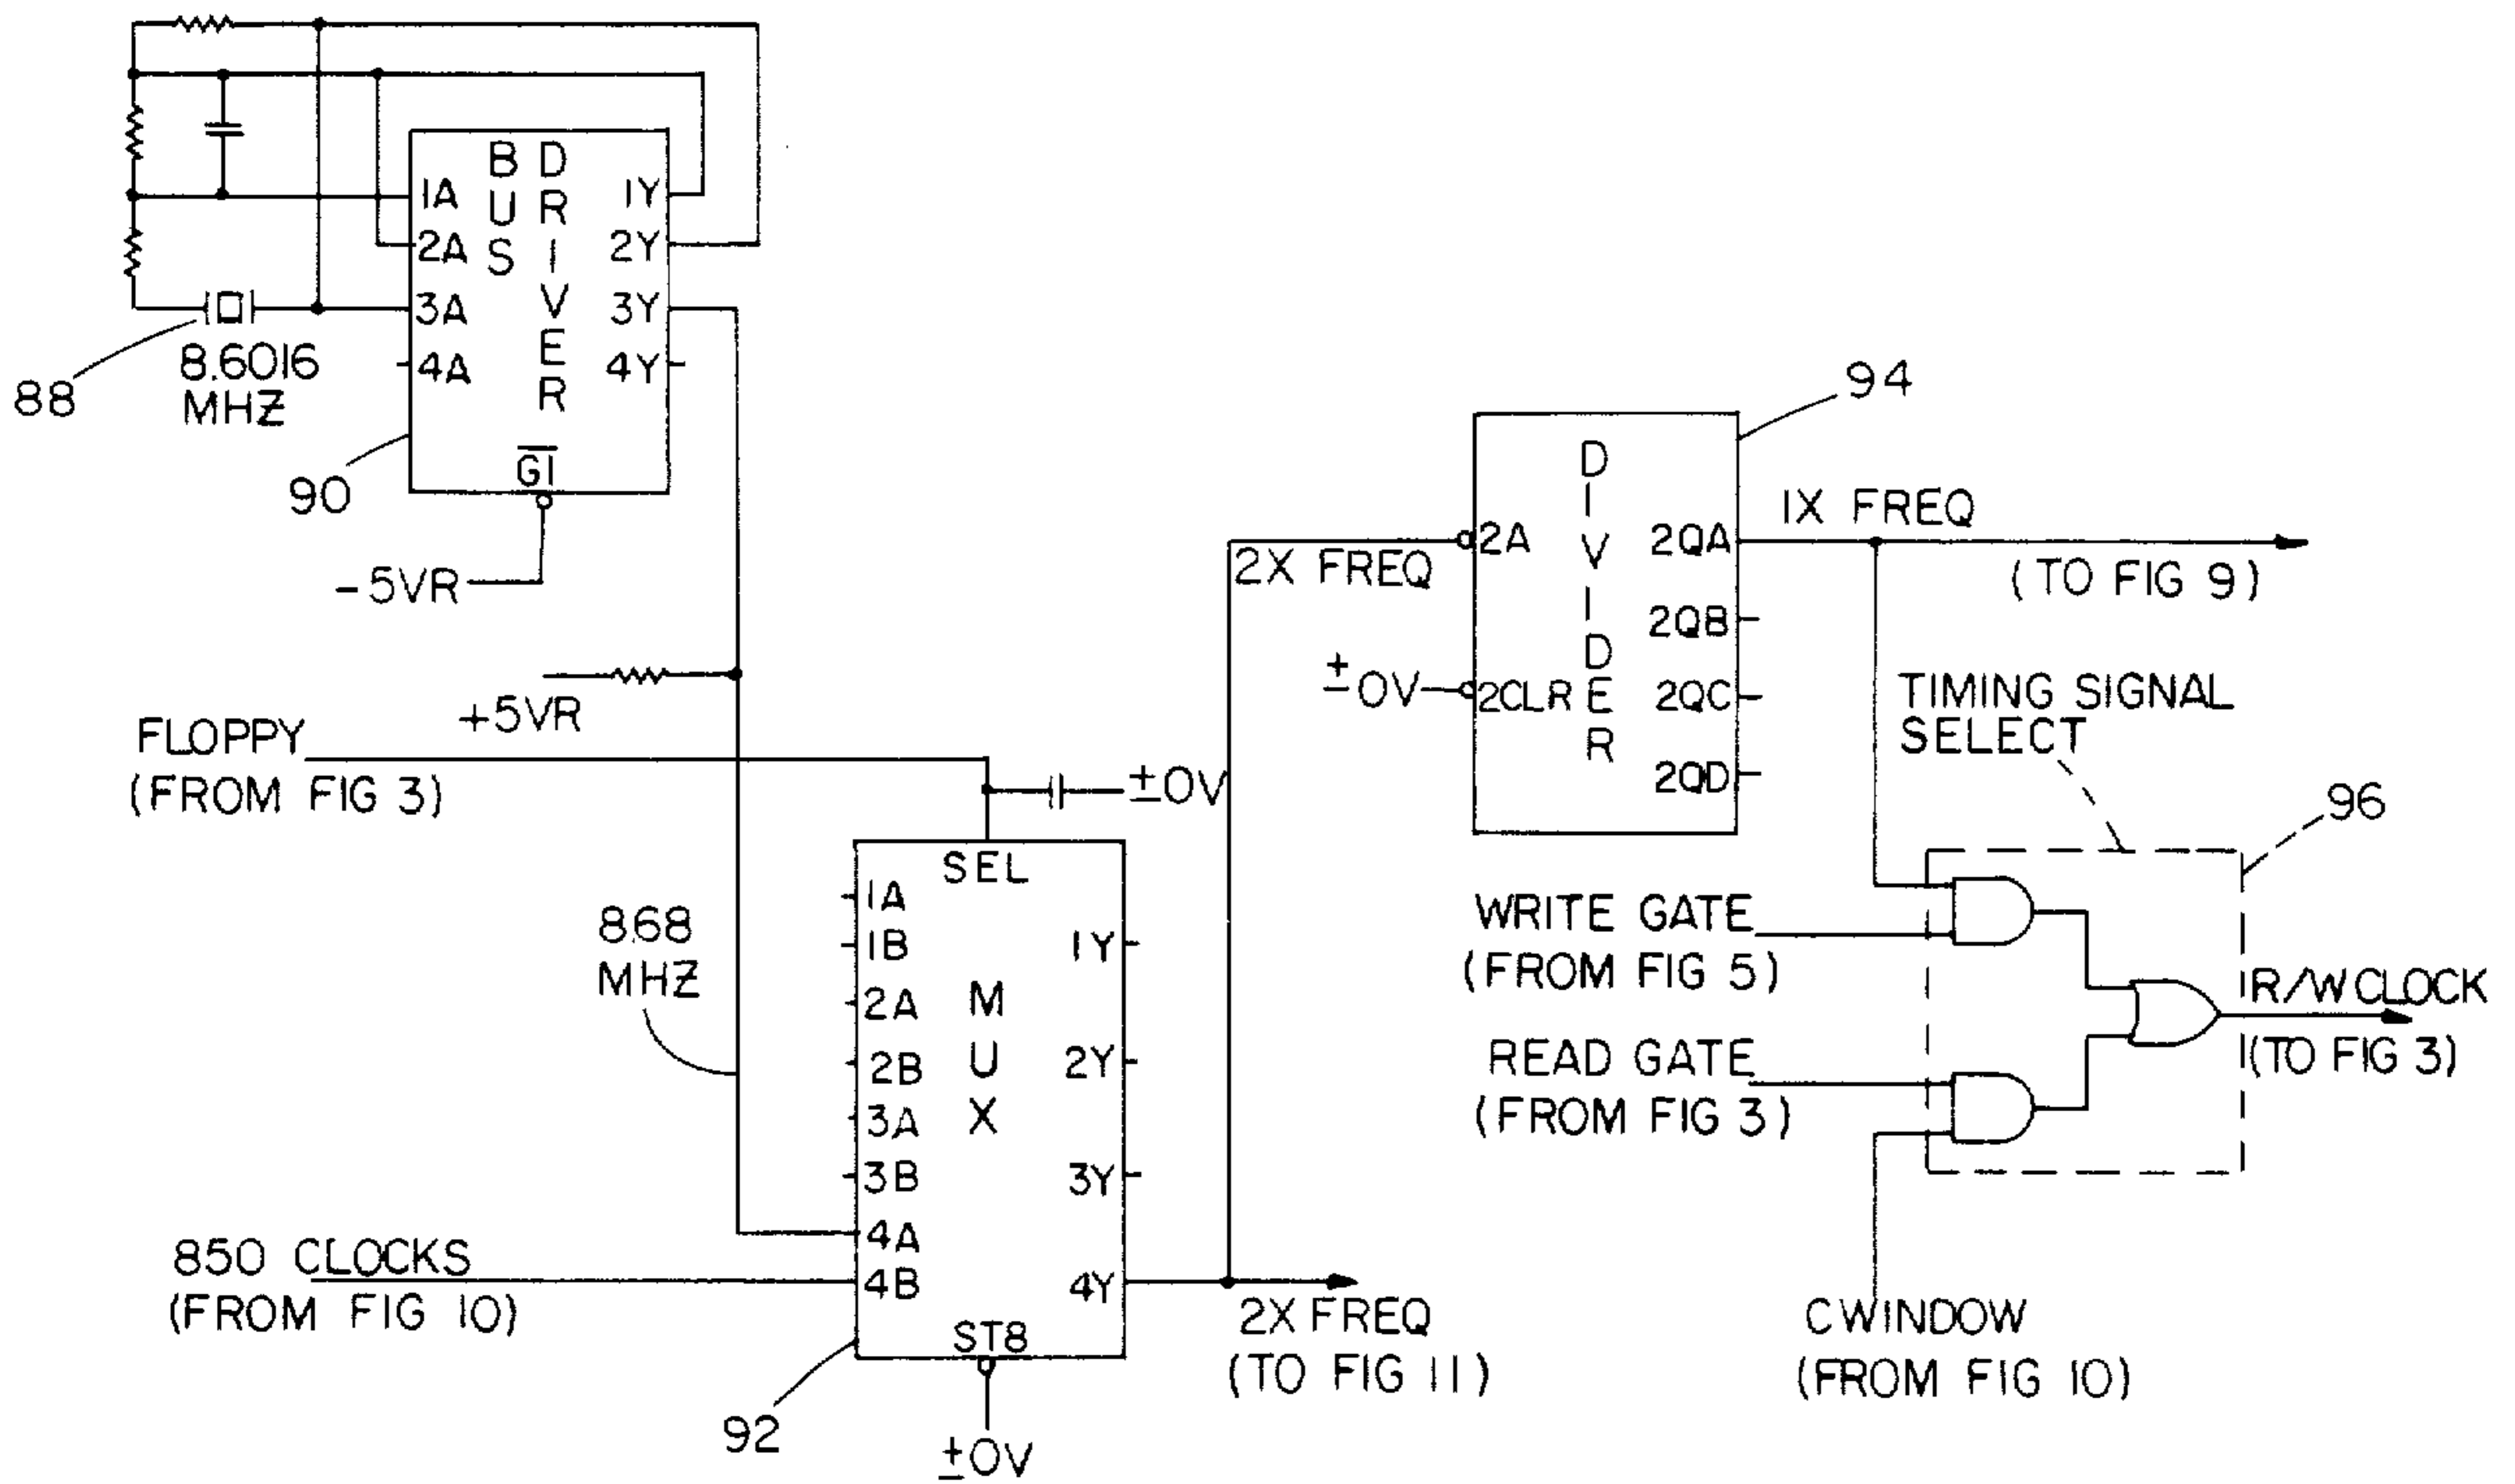 BUS DRIVER
1A
1Y
2A
2Y
3A
3Y
4A
4Y
G1
8.6016
MHZ
88
90
-5VR
+5VR
FLOPPY
(FROM FIG 3)
±0V
868
MHZ
850 CLOCKS
(FROM FIG 10)
SEL
MUX
1A
1B
1Y
2A
2B
2Y
3A
3B
3Y
4A
4B
4Y
ST8
±0V
92
2X FREQ
(TO FIG 11)
94
DIVIDER
2X FREQ
2A
2QA
2QB
±0V
2CLR
2QC
2QD
1X FREQ
(TO FIG 9)
TIMING SIGNAL
SELECT
96
WRITE GATE
(FROM FIG 5)
READ GATE
(FROM FIG 3)
R/W CLOCK
(TO FIG 3)
CWINDOW
(FROM FIG 10)